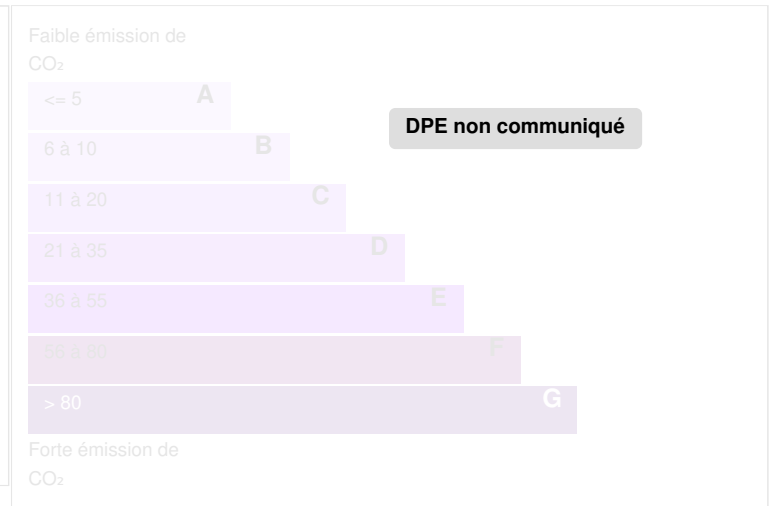 Faible émission de
CO₂
<= 5 A
DPE non communiqué
6 à 10 B
11 à 20 C
21 à 35 D
36 à 55 E
56 à 80 F
> 80 G
Forte émission de
CO₂